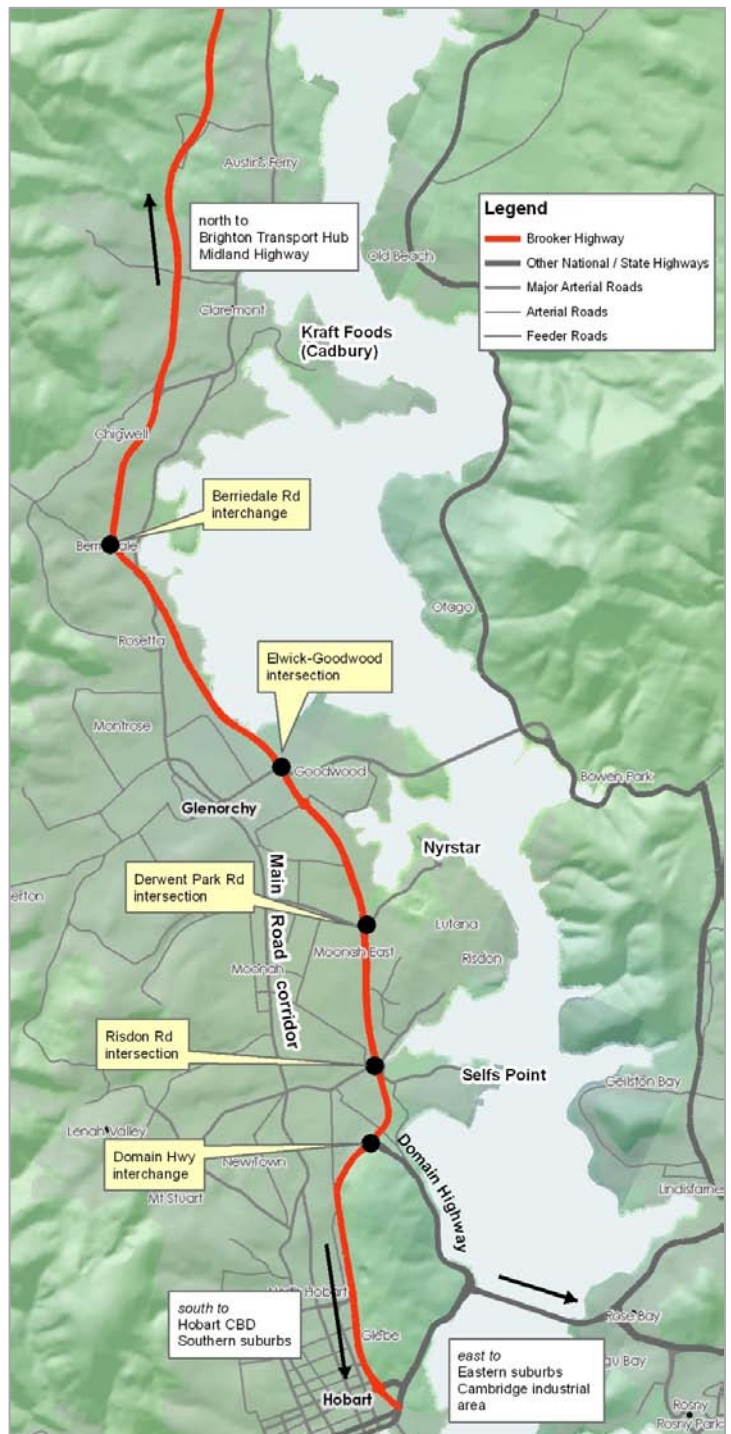 Austins Ferry
north to
Brighton Transport Hub
Midland Highway
Old Beach
Legend
Brooker Highway
Other National / State Highways
Major Arterial Roads
Arterial Roads
Feeder Roads
Claremont
Kraft Foods
(Cadbury)
Chigwell
Berriedale Rd
interchange
Otago
Rosetta
Elwick-Goodwood
intersection
Montrose
Goodwood
Bowen Park
Glenorchy
Nyrstar
Main Road corridor
Derwent Park Rd
intersection
erton
Lutana
Moonah East
Risdon
Moonah
Risdon Rd
intersection
Selfs Point
Geilston Bay
Lenah Valley
Domain Hwy
interchange
New Town
Domain Highway
Lindisfarne
Mt Stuart
south to
Hobart CBD
Southern suburbs
Rose Bay
Glebe
east to
Eastern suburbs
Cambridge industrial
area
Bay
Hobart
Rosny
Rosny Park